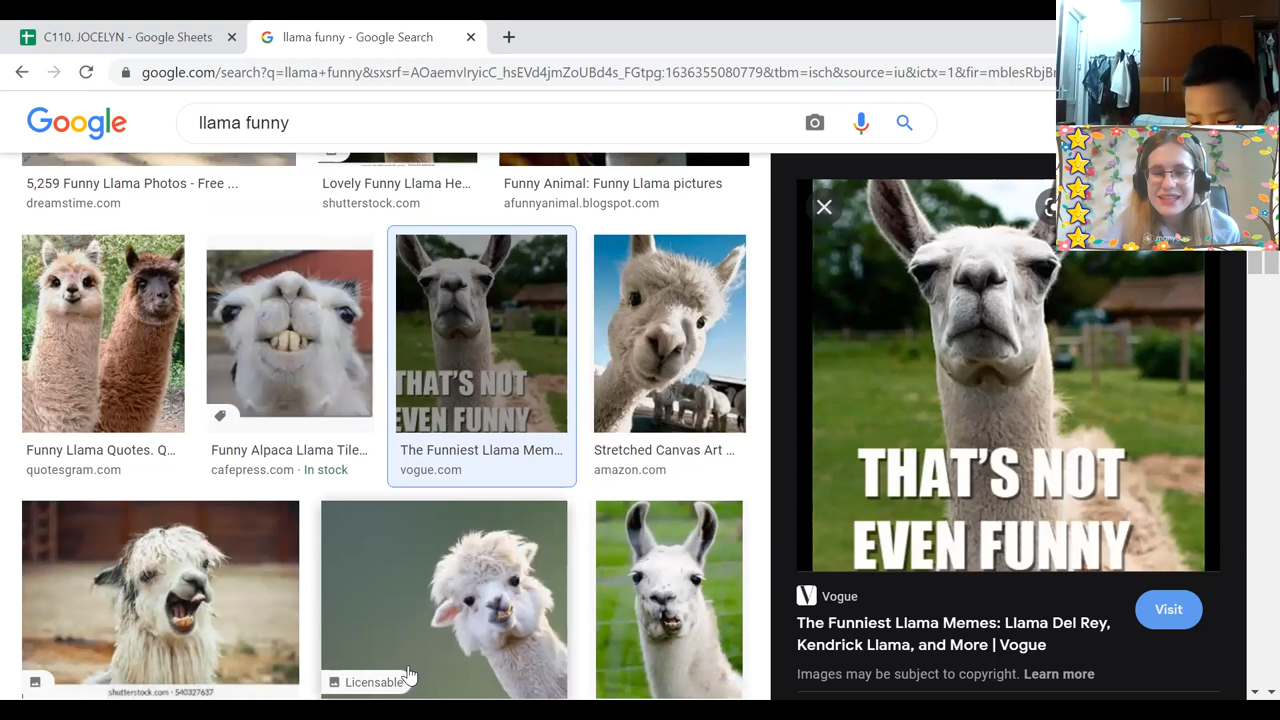 C110. JOCELYN - Google Sheets
llama funny - Google Search
google.com/search?q=llama+funny&sxsrf=AOaemvIryicC_hsEVd4jmZoUBd4s_FGtpg:1636355080779&tbm=isch&source=iu&ictx=1&fir=mblesRbjBr
Google
llama funny
5,259 Funny Llama Photos - Free ...
dreamstime.com
Lovely Funny Llama He...
shutterstock.com
Funny Animal: Funny Llama pictures
afunnyanimal.blogspot.com
THAT'S NOT
EVEN FUNNY
Funny Llama Quotes. Q...
quotesgram.com
Funny Alpaca Llama Tile...
cafepress.com · In stock
The Funniest Llama Mem...
vogue.com
Stretched Canvas Art ...
amazon.com
shutterstock.com · 540327637
Licensable
THAT'S NOT
EVEN FUNNY
Vogue
Visit
The Funniest Llama Memes: Llama Del Rey,
Kendrick Llama, and More | Vogue
Images may be subject to copyright. Learn more